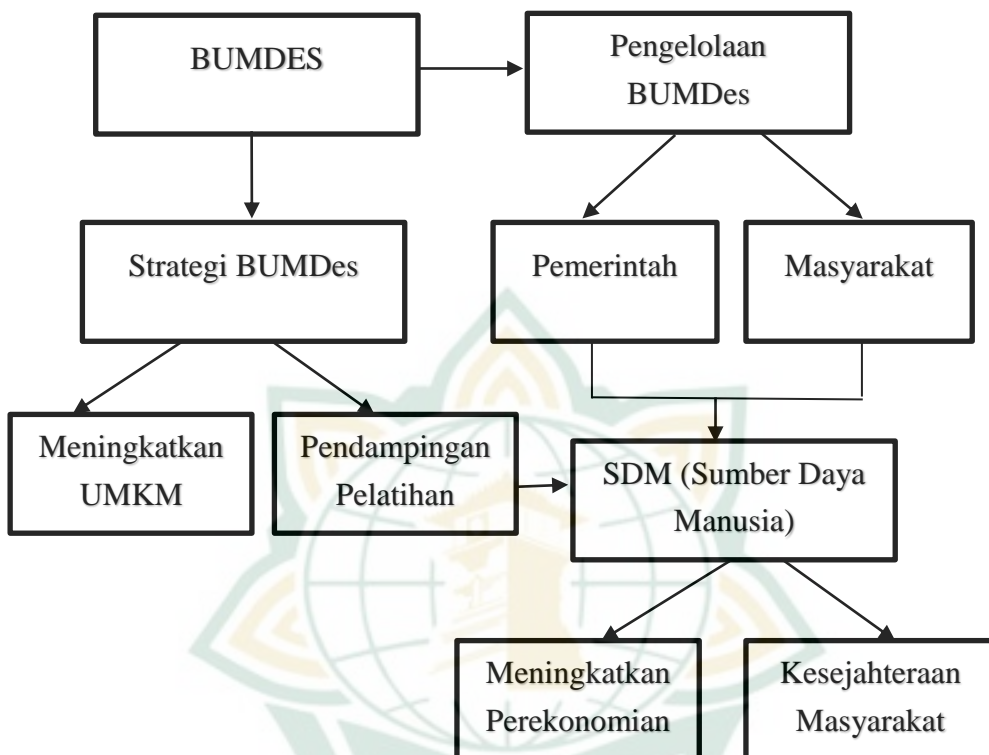 BUMDES
Pengelolaan
BUMDes
Strategi BUMDes
Pemerintah
Masyarakat
Meningkatkan
UMKM
Pendampingan
Pelatihan
SDM (Sumber Daya
Manusia)
Meningkatkan
Perekonomian
Kesejahteraan
Masyarakat